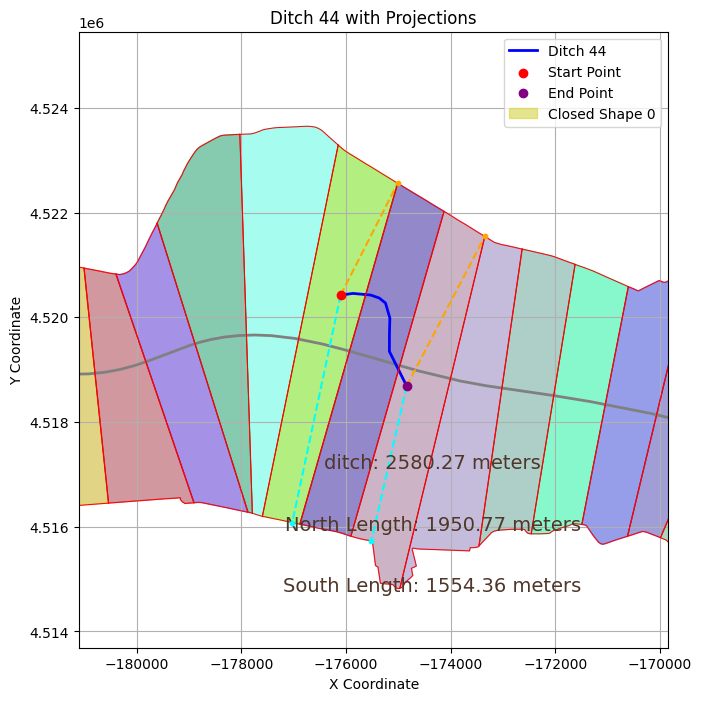 Ditch 44 with Projections
1e6
Ditch 44
Start Point
End Point
Closed Shape 0
4.524
4.522
4.520
4.518
4.516
4.514
Y Coordinate
ditch: 2580.27 meters
North Length: 1950.77 meters
South Length: 1554.36 meters
−180000
−178000
−176000
−174000
−172000
−170000
X Coordinate